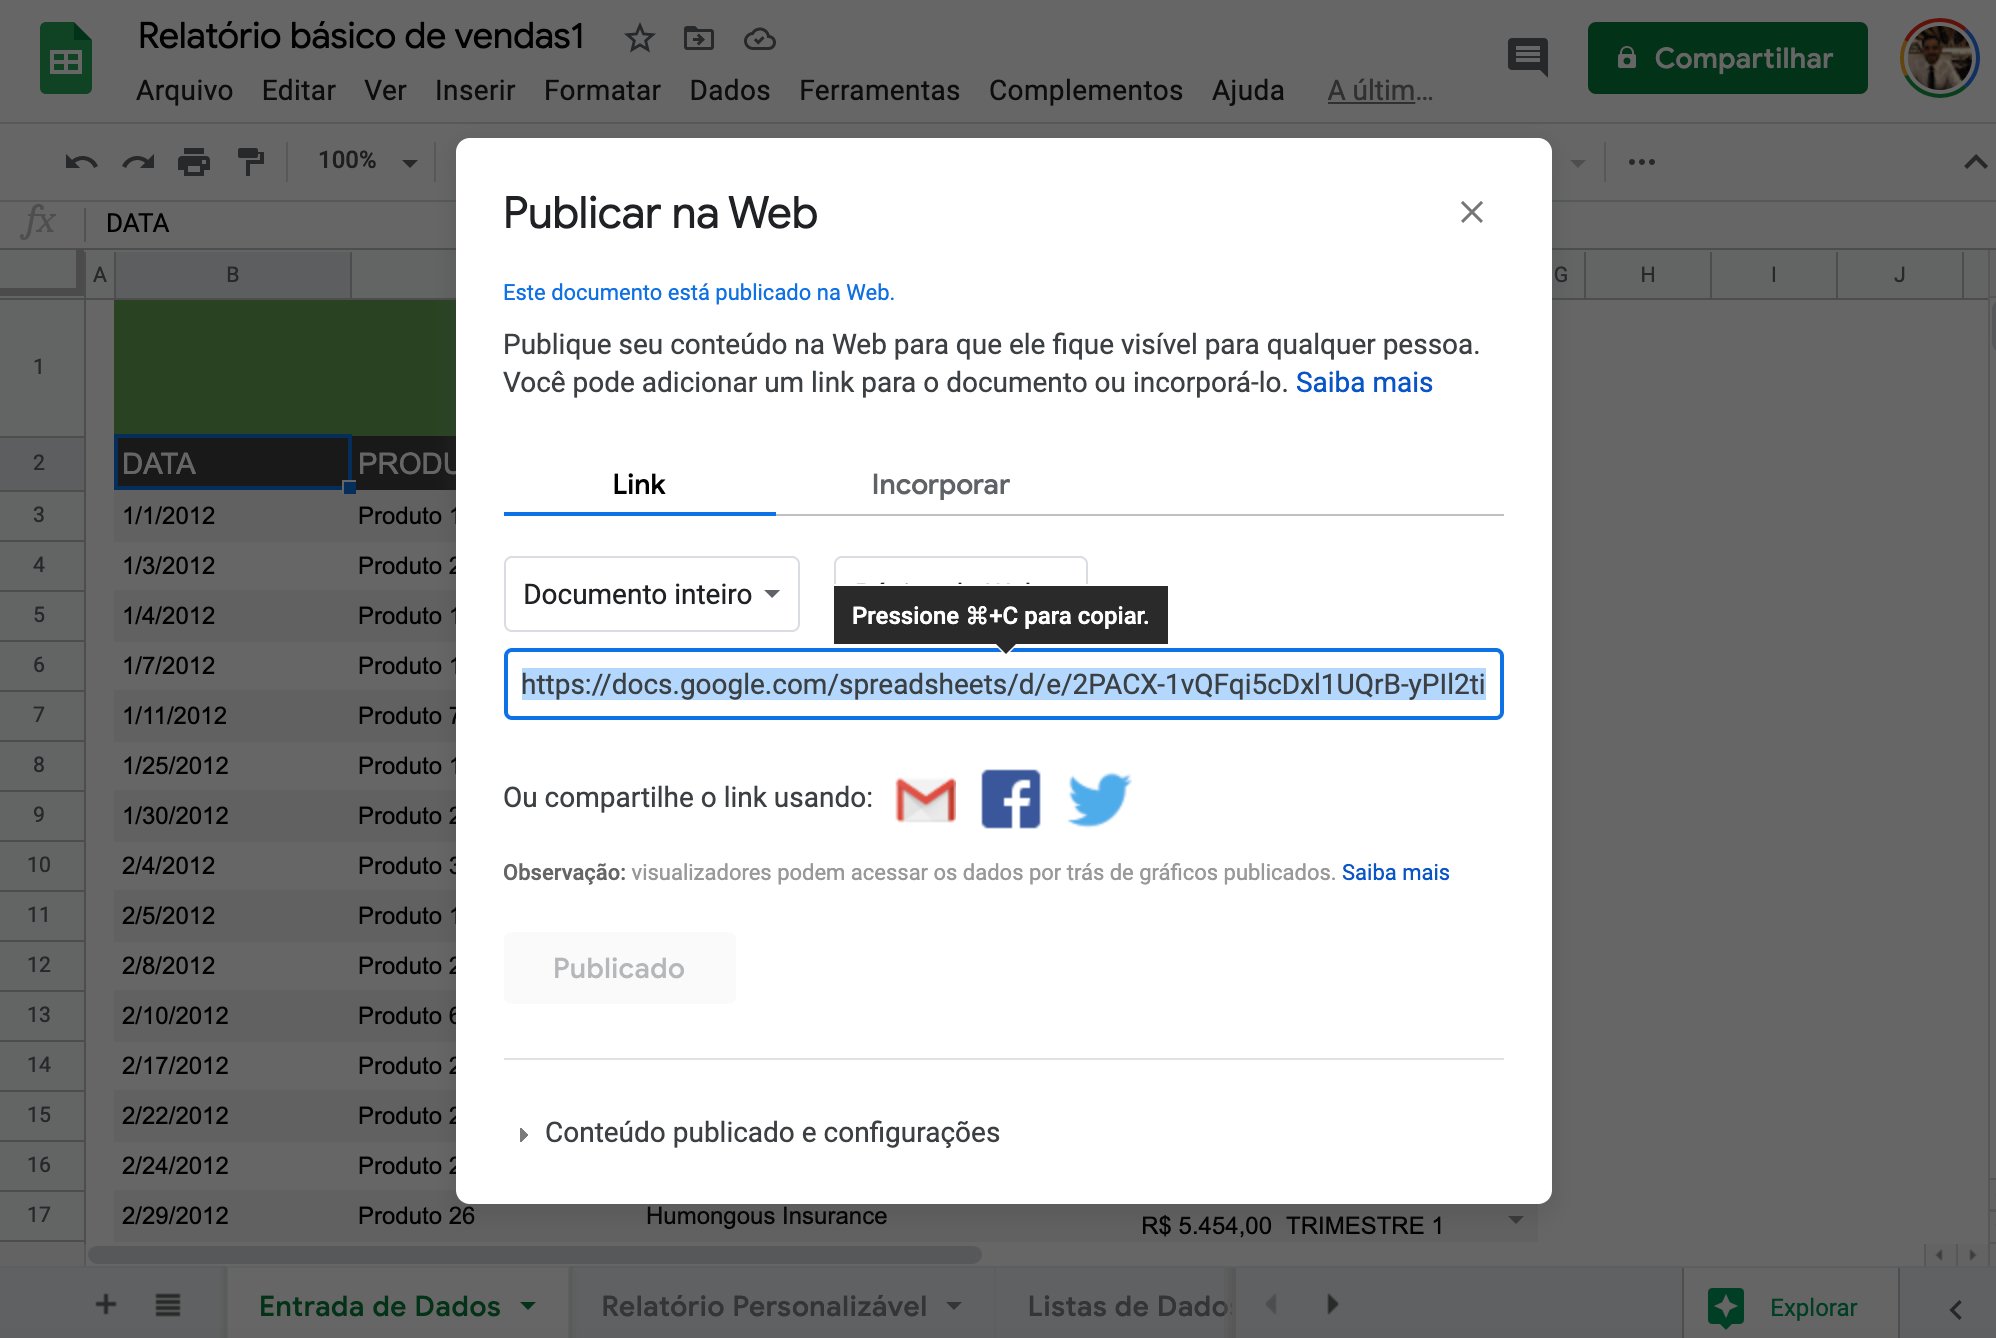 Relatório básico de vendas1
Arquivo Editar Ver Inserir Formatar Dados Ferramentas Complementos Ajuda A últim...
Compartilhar
100%
fx DATA
A B G H I J
Publicar na Web
Este documento está publicado na Web.
Publique seu conteúdo na Web para que ele fique visível para qualquer pessoa.
Você pode adicionar um link para o documento ou incorporá-lo. Saiba mais
Link Incorporar
Documento inteiro
Pressione ⌘+C para copiar.
https://docs.google.com/spreadsheets/d/e/2PACX-1vQFqi5cDxl1UQrB-yPIl2ti
Ou compartilhe o link usando:
Observação: visualizadores podem acessar os dados por trás de gráficos publicados. Saiba mais
Publicado
Conteúdo publicado e configurações
1
2 DATA PRODU
3 1/1/2012 Produto 1
4 1/3/2012 Produto 2
5 1/4/2012 Produto 1
6 1/7/2012 Produto 1
7 1/11/2012 Produto 7
8 1/25/2012 Produto 1
9 1/30/2012 Produto 2
10 2/4/2012 Produto 3
11 2/5/2012 Produto 1
12 2/8/2012 Produto 2
13 2/10/2012 Produto 6
14 2/17/2012 Produto 2
15 2/22/2012 Produto 2
16 2/24/2012 Produto 2
17 2/29/2012 Produto 26 Humongous Insurance R$ 5.454,00 TRIMESTRE 1
Entrada de Dados Relatório Personalizável Listas de Dado Explorar